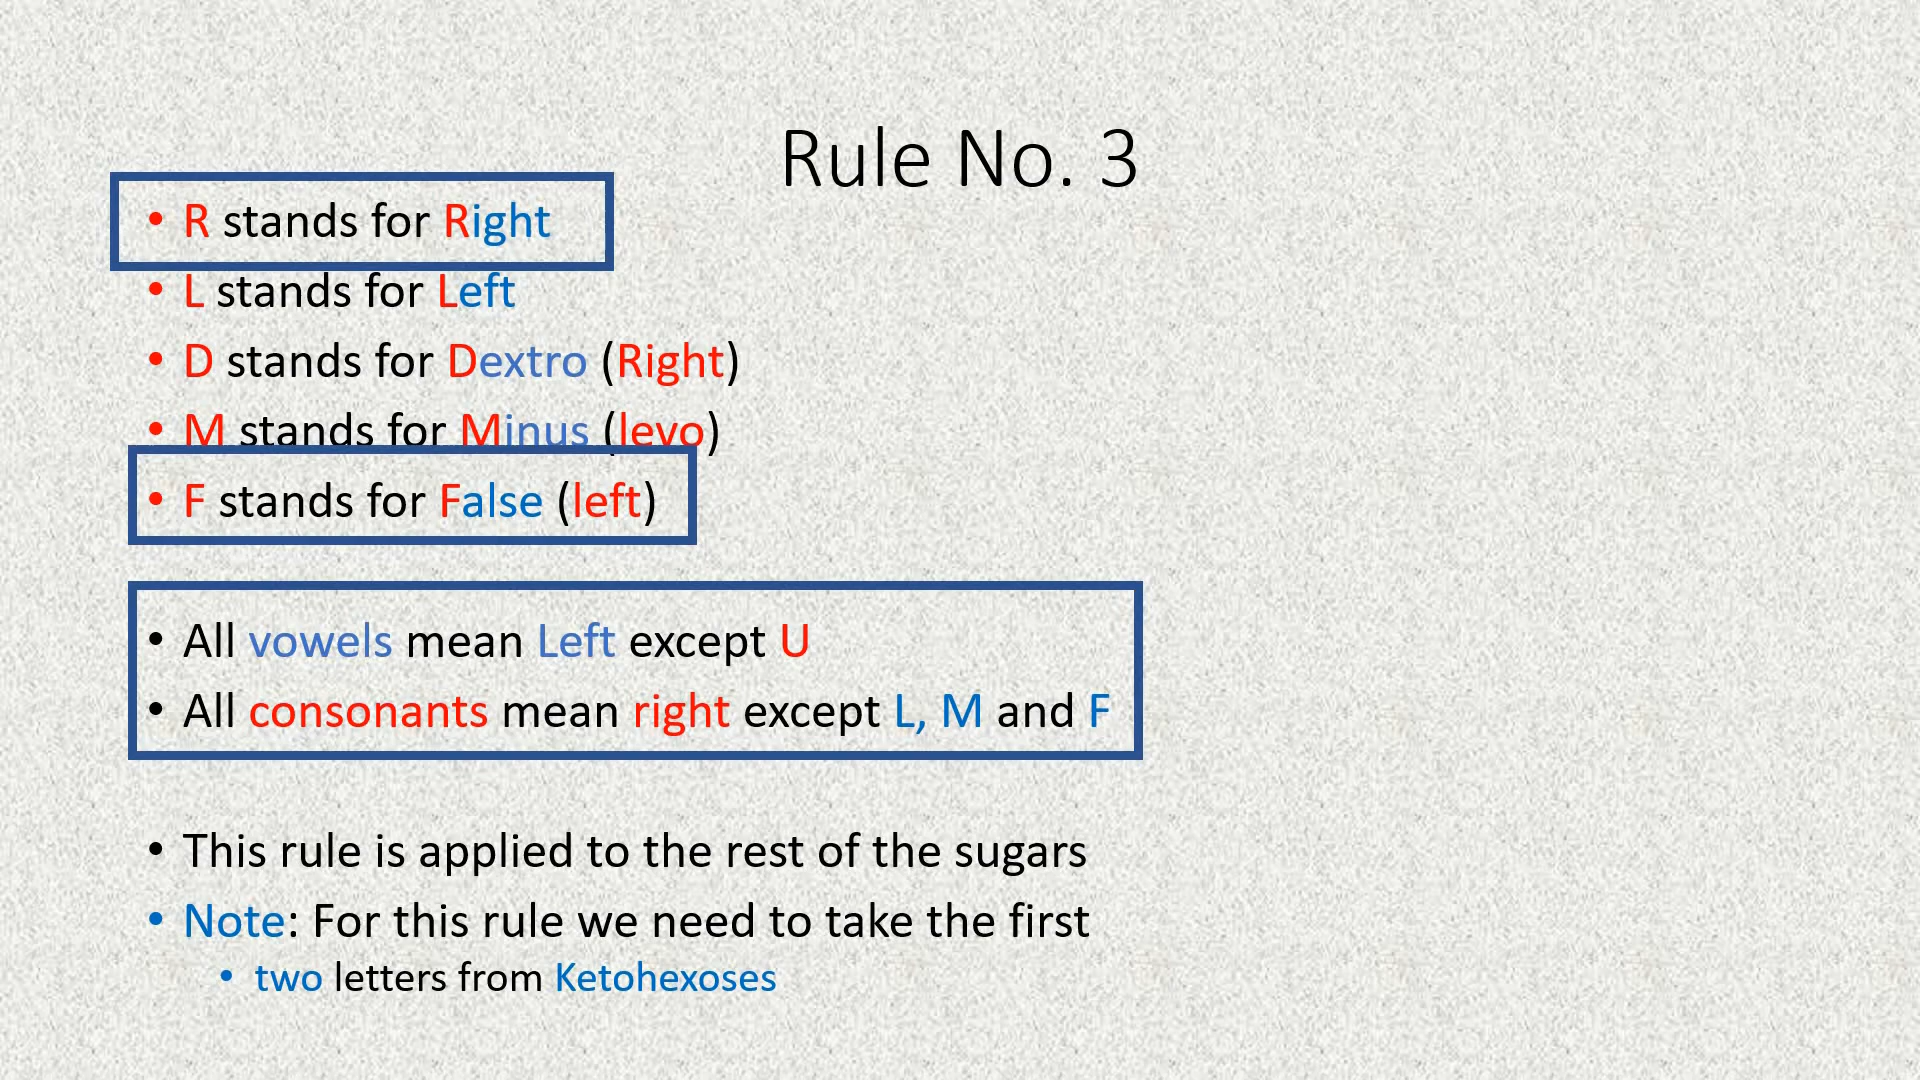 Rule No. 3
• R stands for Right
• L stands for Left
• D stands for Dextro (Right)
• M stands for Minus (levo)
• F stands for False (left)
• All vowels mean Left except U
• All consonants mean right except L, M and F
• This rule is applied to the rest of the sugars
• Note: For this rule we need to take the first
• two letters from Ketohexoses